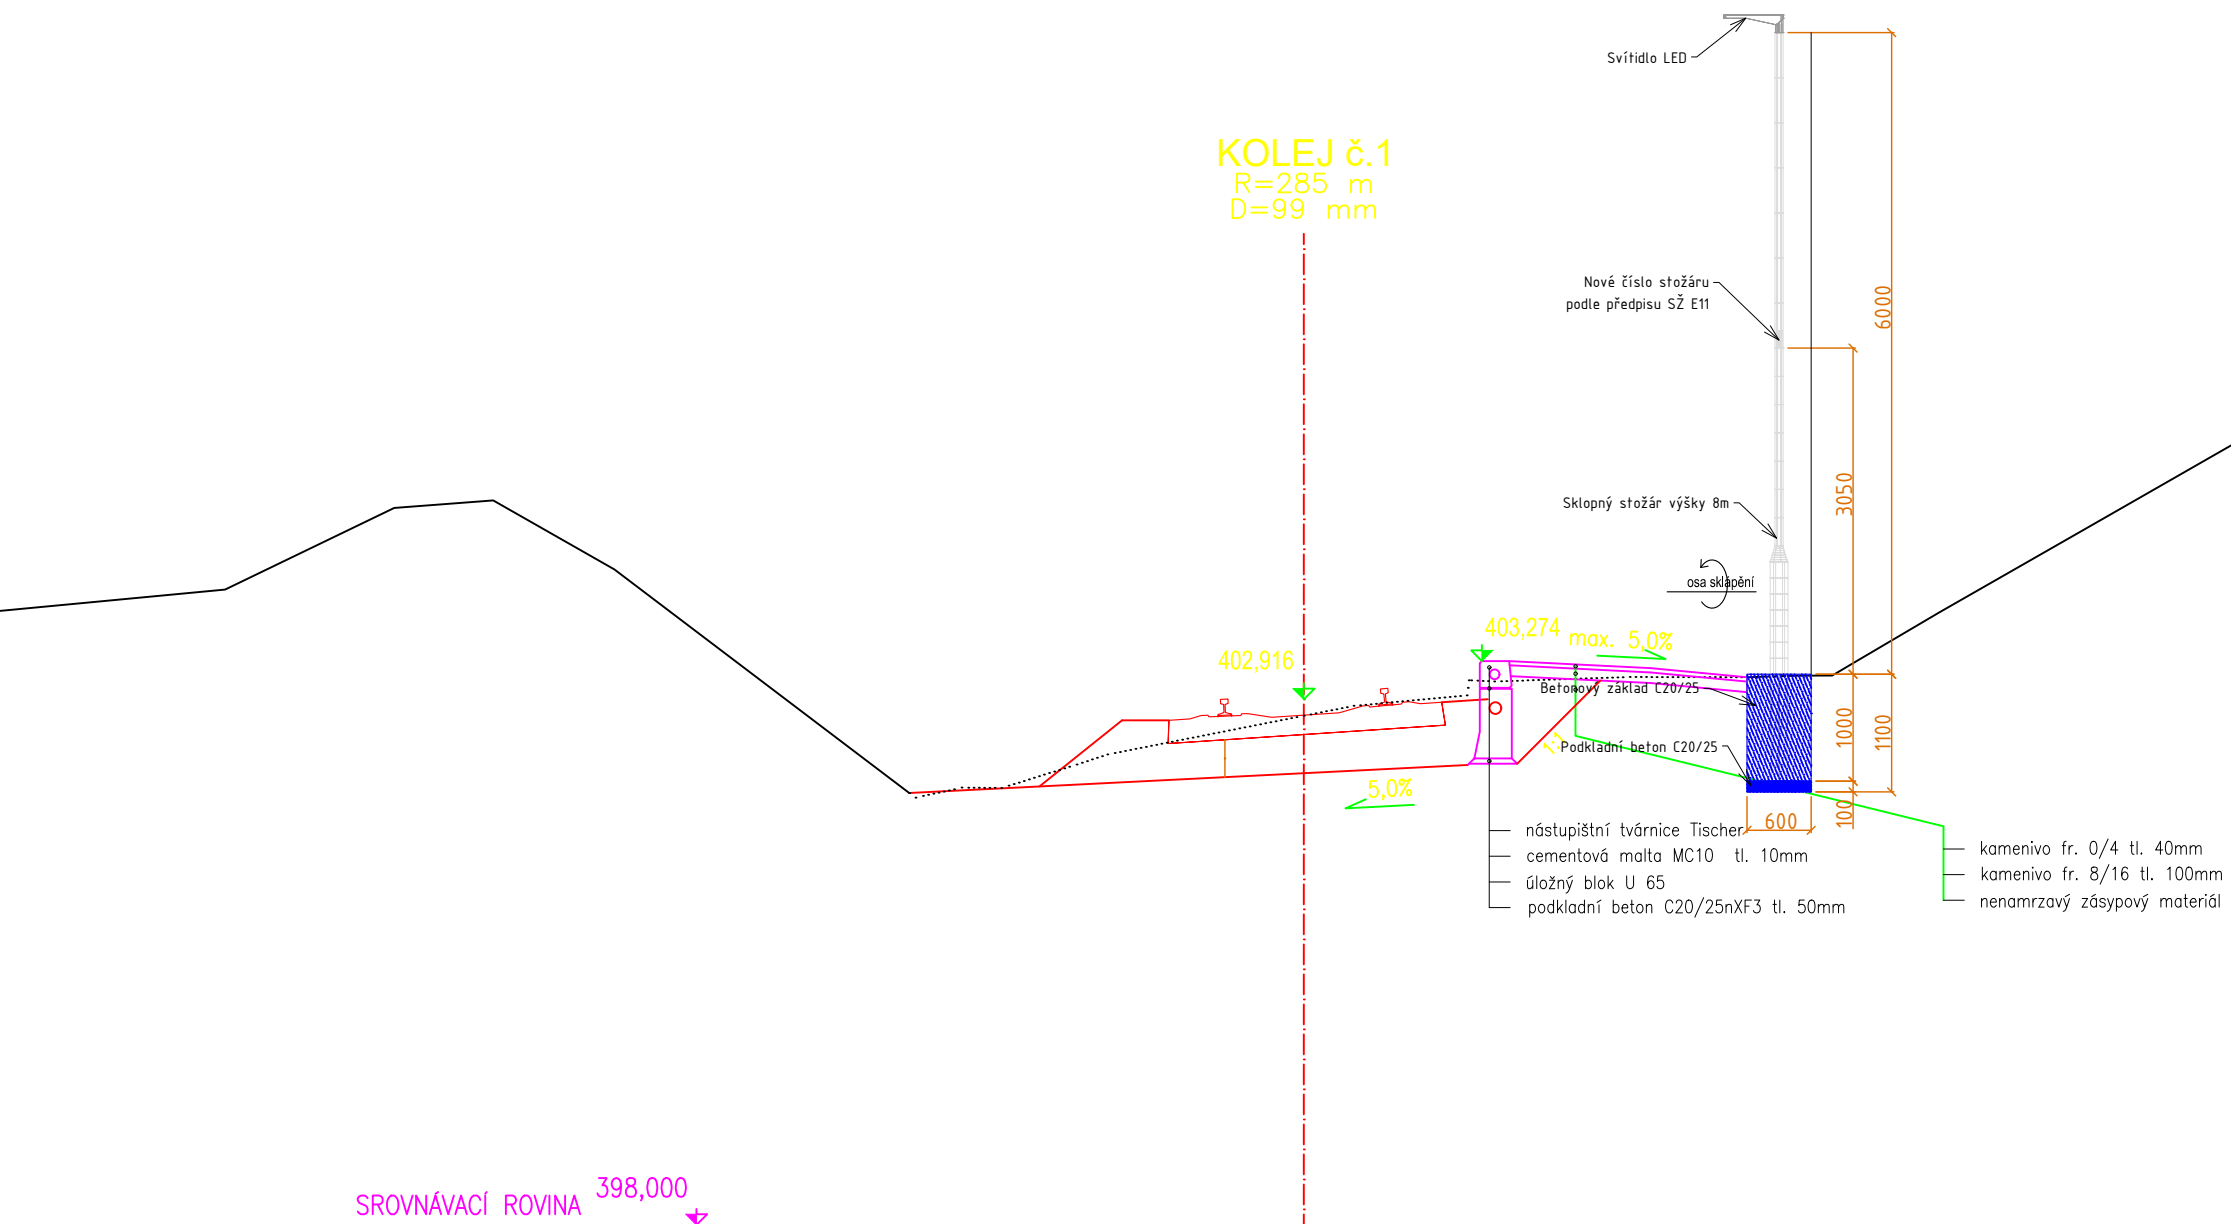 Svítidlo LED
KOLEJ č.1
R=285 m
D=99 mm
Nové číslo stožáru
podle předpisu SŽ E11
6000
3050
Sklopný stožár výšky 8m
osa sklápění
403,274
max. 5,0%
402,916
Betonový základ C20/25
1:1
Podkladní beton C20/25
1000
1100
5,0%
100
600
nástupištní tvárnice Tischer
cementová malta MC10 tl. 10mm
úložný blok U 65
podkladní beton C20/25nXF3 tl. 50mm
kamenivo fr. 0/4 tl. 40mm
kamenivo fr. 8/16 tl. 100mm
nenamrzavý zásypový materiál
SROVNÁVACÍ ROVINA 398,000